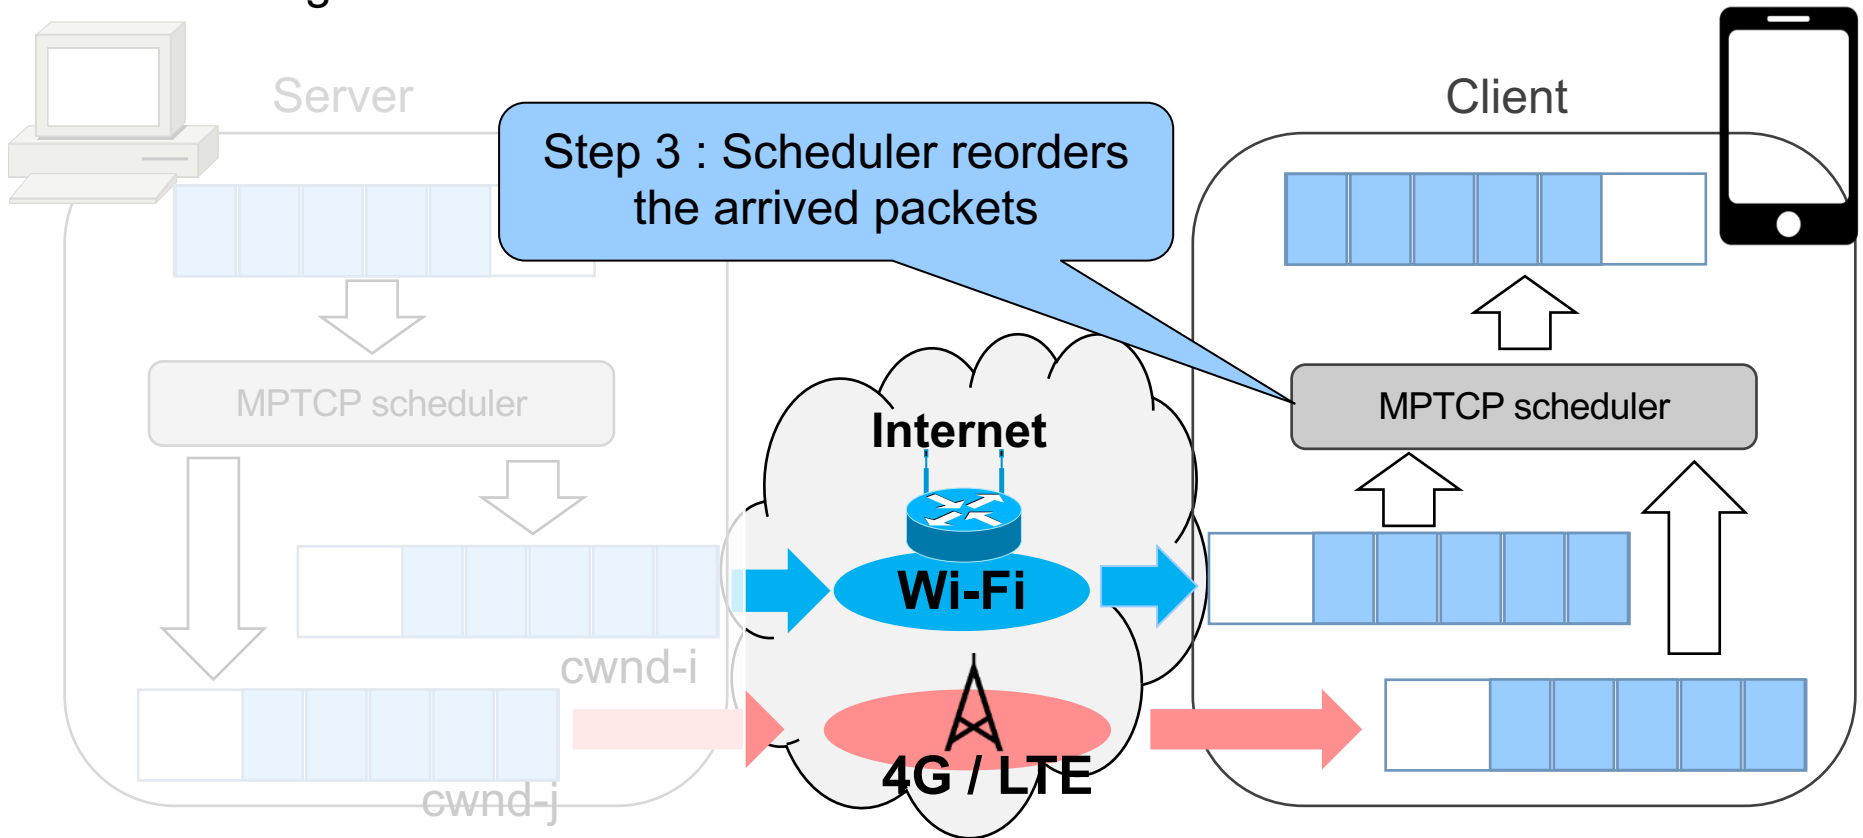 Server
Client
Step 3 : Scheduler reorders
the arrived packets
MPTCP scheduler
MPTCP scheduler
Internet
Wi-Fi
cwnd-i
4G / LTE
cwnd-j